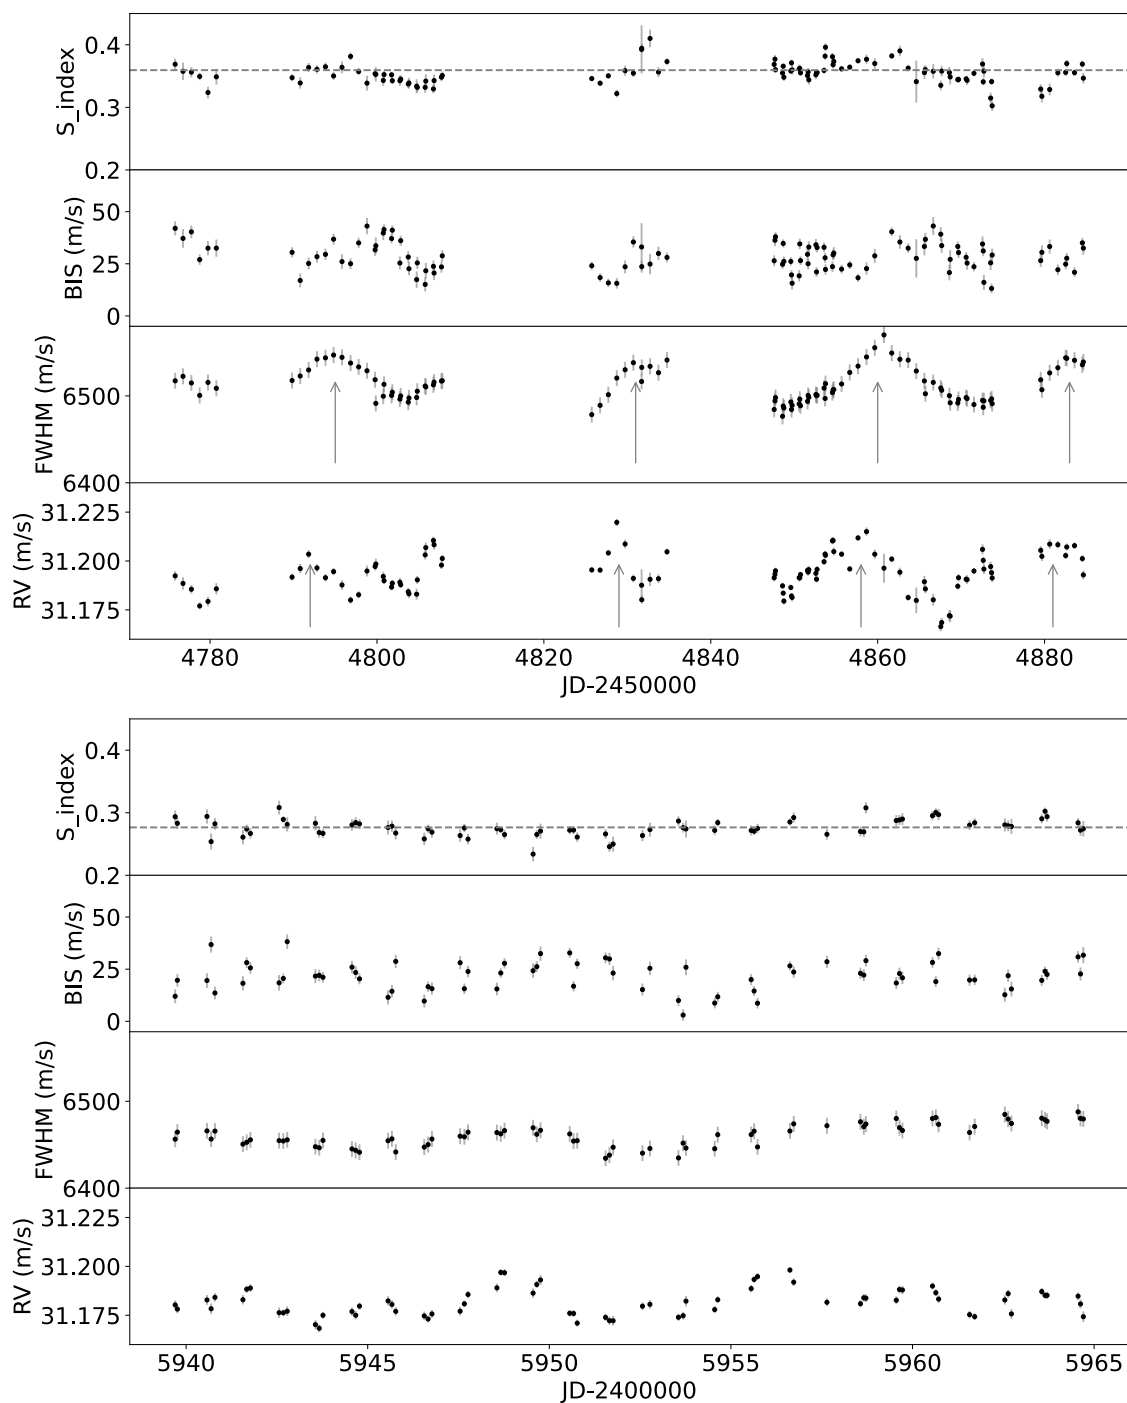 S_index
0.4
0.3
0.2
BIS (m/s)
50
25
0
FWHM (m/s)
6500
6400
RV (m/s)
31.225
31.200
31.175
4780 4800 4820 4840 4860 4880
JD-2450000
S_index
0.4
0.3
0.2
BIS (m/s)
50
25
0
FWHM (m/s)
6500
6400
RV (m/s)
31.225
31.200
31.175
5940 5945 5950 5955 5960 5965
JD-2400000